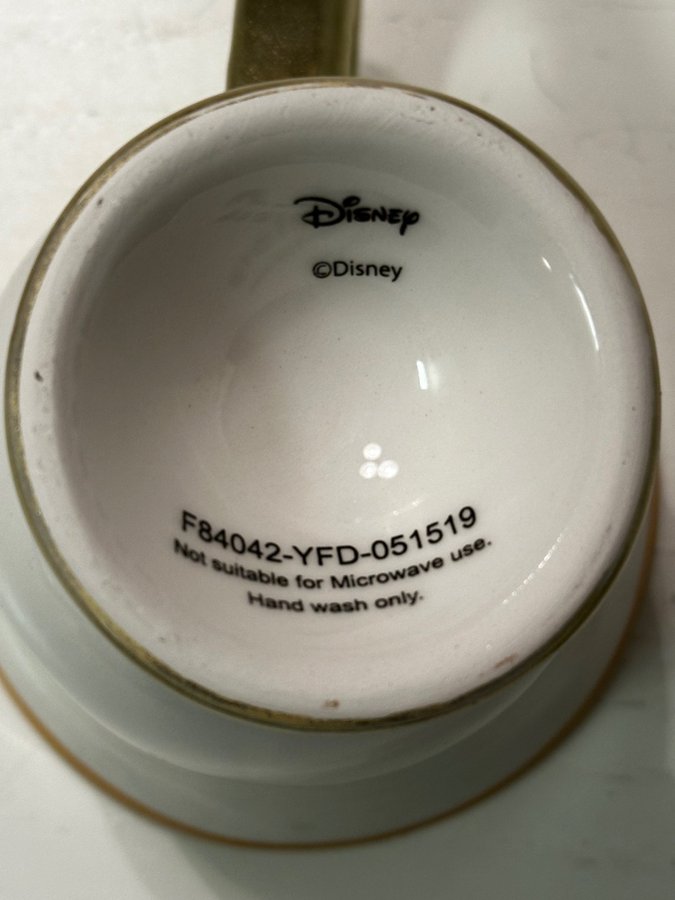 Disney
©Disney
F84042-YFD-051519
Not suitable for Microwave use.
Hand wash only.